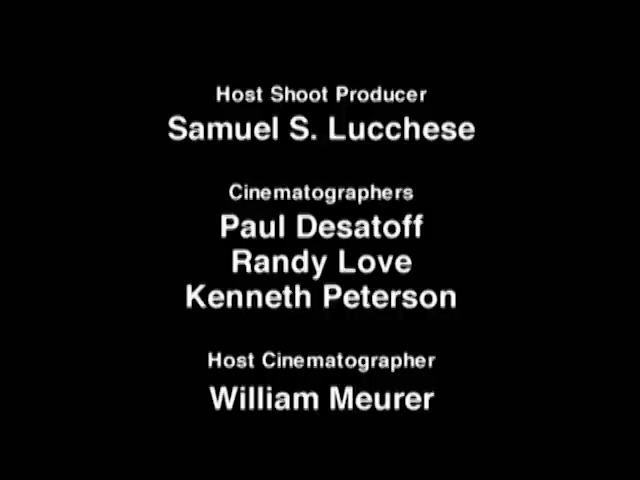 Host Shoot Producer
Samuel S. Lucchese
Cinematographers
Paul Desatoff
Randy Love
Kenneth Peterson
Host Cinematographer
William Meurer